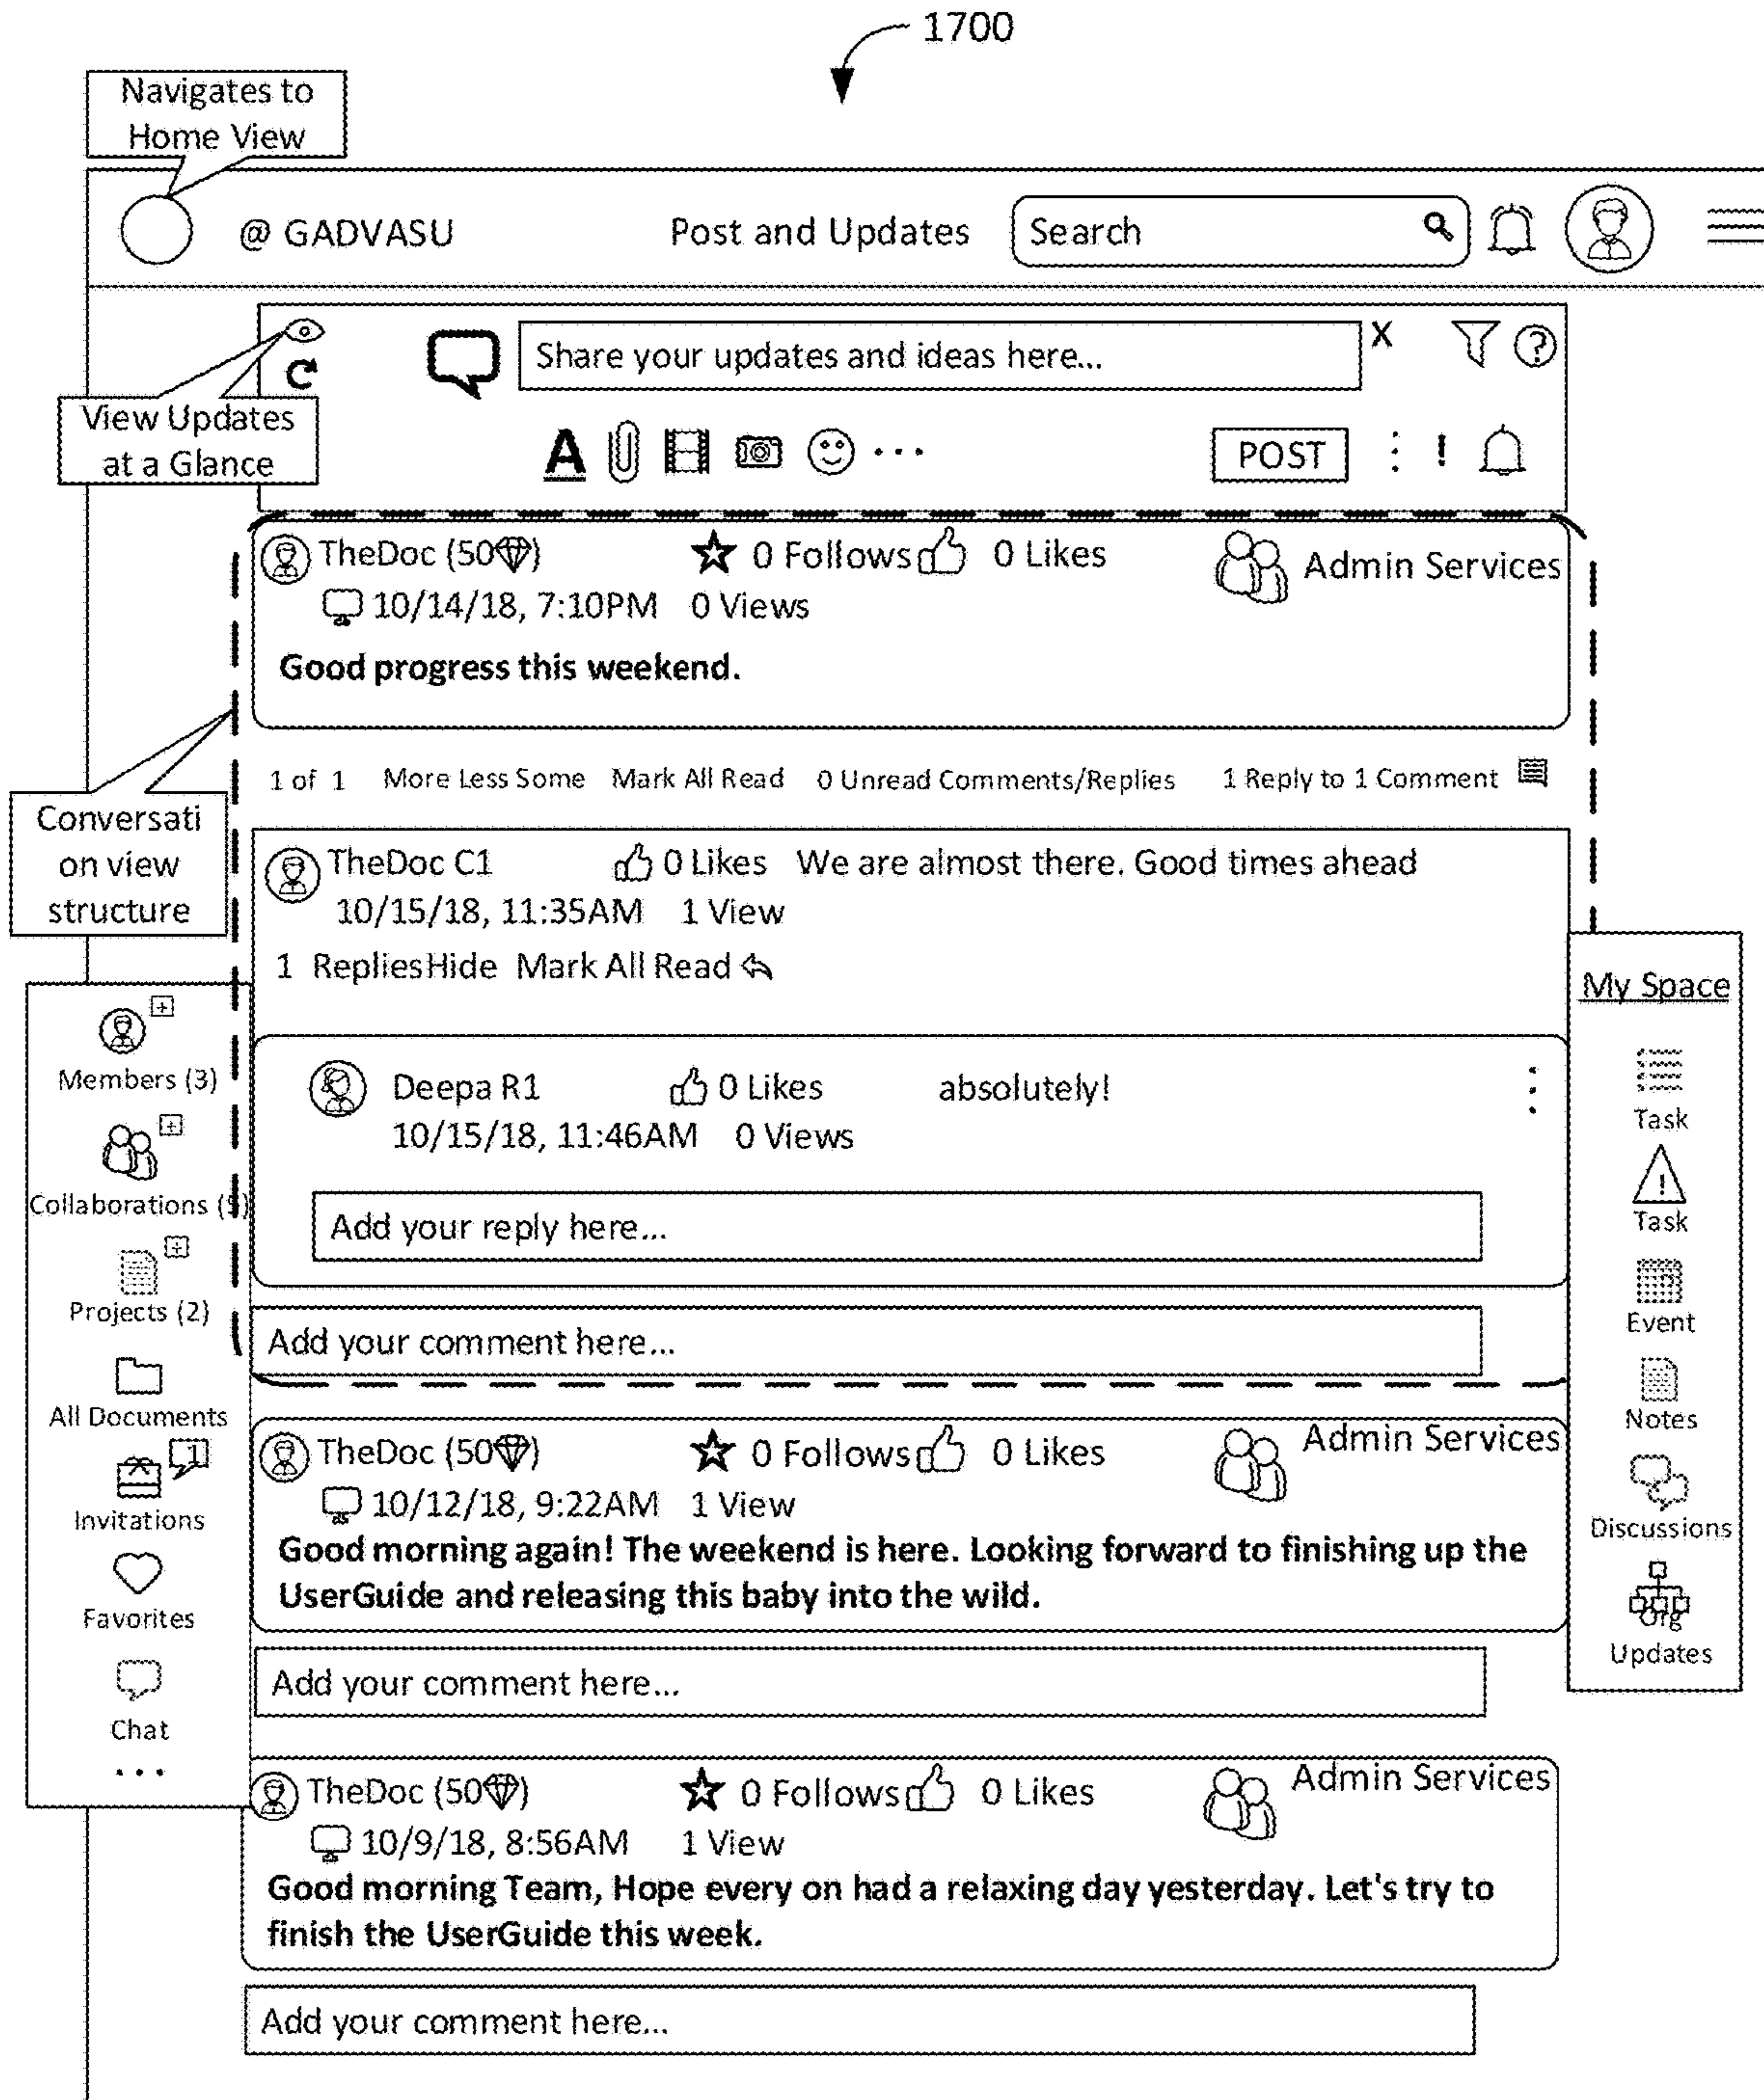 1700
Navigates to
Home View
@ GADVASU
Post and Updates
Search
Share your updates and ideas here...
X
?
View Updates
at a Glance
A
...
POST
!
TheDoc (50)
0 Follows
0 Likes
Admin Services
10/14/18, 7:10PM
0 Views
Good progress this weekend.
1 of 1
More Less Some
Mark All Read
0 Unread Comments/Replies
1 Reply to 1 Comment
Conversati
on view
structure
TheDoc C1
0 Likes
We are almost there. Good times ahead
10/15/18, 11:35AM
1 View
1 Replies Hide Mark All Read
Deepa R1
0 Likes
absolutely!
10/15/18, 11:46AM
0 Views
Add your reply here...
Add your comment here...
Members (3)
Collaborations (5)
Projects (2)
All Documents
1
Invitations
Favorites
Chat
...
My Space
Task
!
Task
Event
Notes
Discussions
Org
Updates
TheDoc (50)
0 Follows
0 Likes
Admin Services
10/12/18, 9:22AM
1 View
Good morning again! The weekend is here. Looking forward to finishing up the
UserGuide and releasing this baby into the wild.
Add your comment here...
TheDoc (50)
0 Follows
0 Likes
Admin Services
10/9/18, 8:56AM
1 View
Good morning Team, Hope every on had a relaxing day yesterday. Let's try to
finish the UserGuide this week.
Add your comment here...